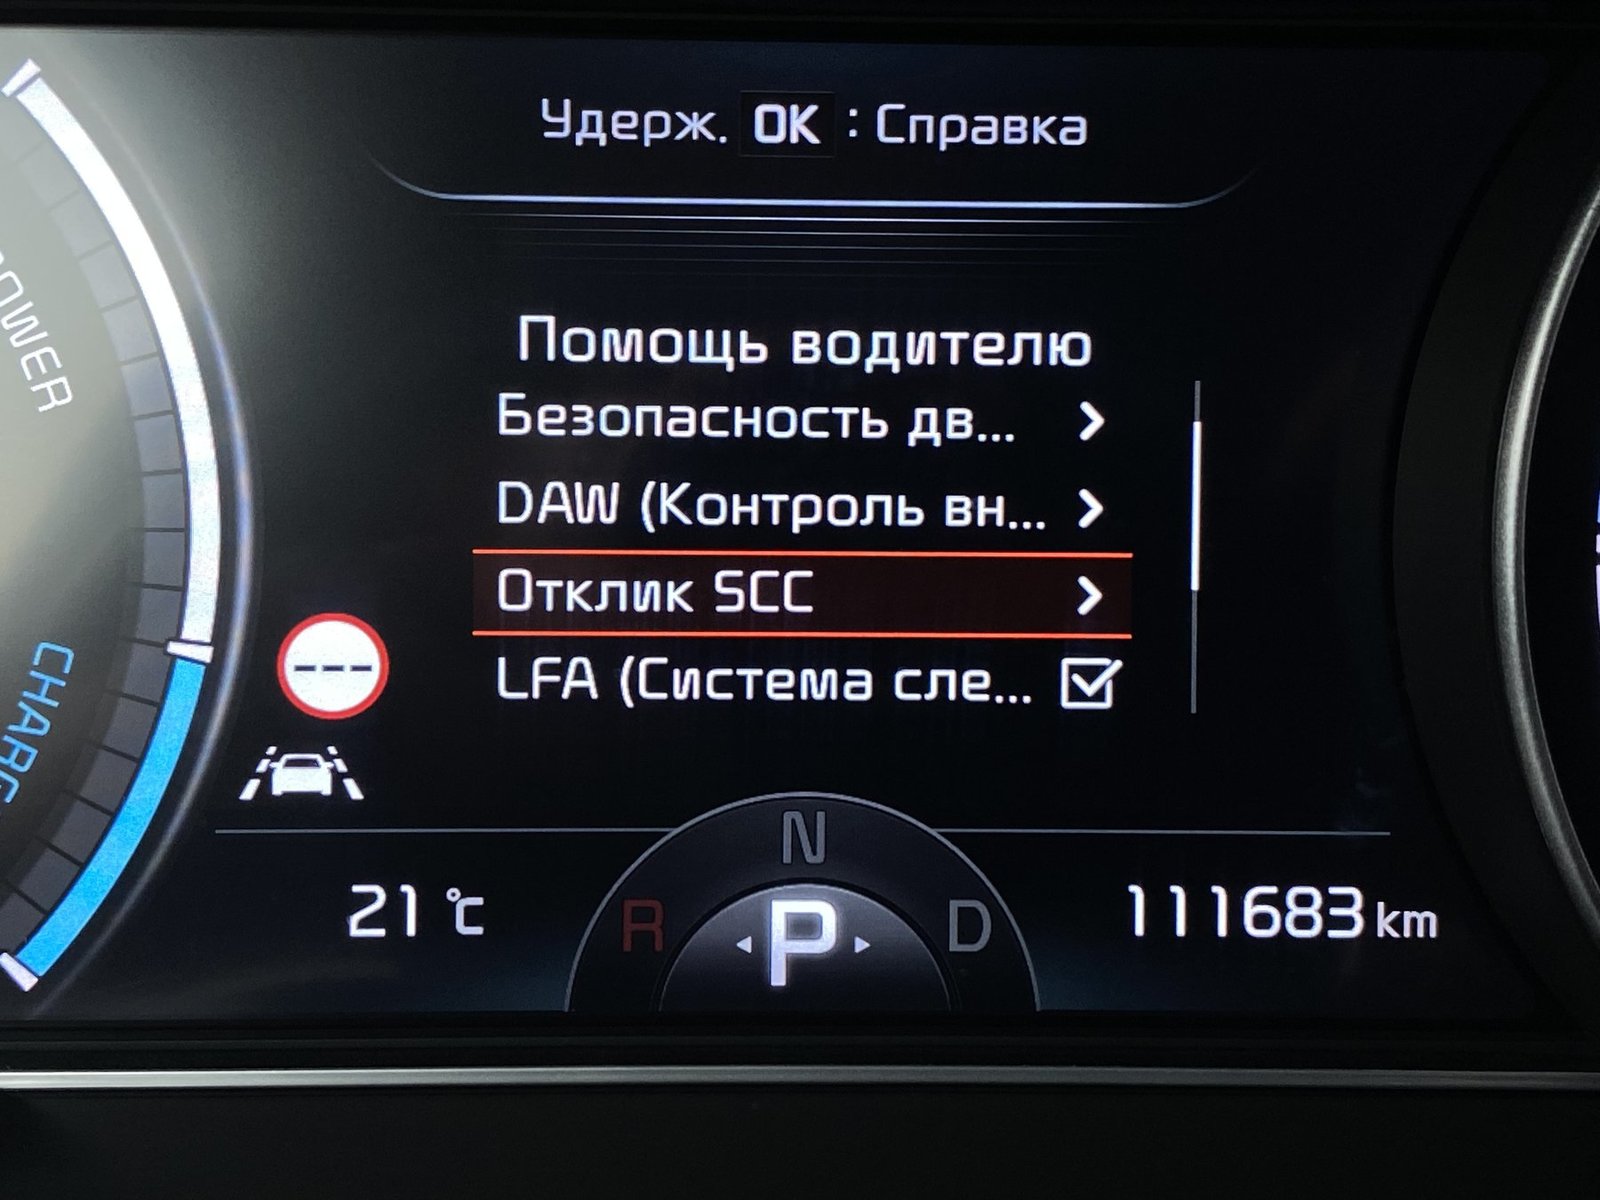 Удерж. OK : Справка
Помощь водителю
Безопасность дв...
DAW (Контроль вн...
Отклик SCC
LFA (Система сле...
POWER
CHARG
---
N
R P D
21 °C
111683 km